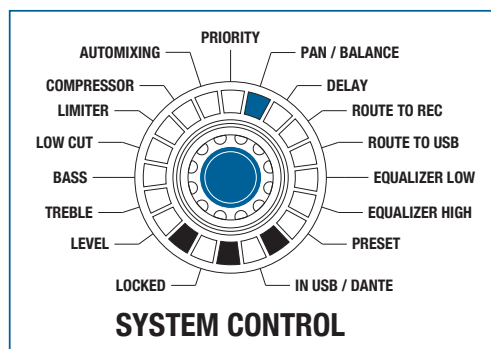 PRIORITY
AUTOMIXING
PAN / BALANCE
COMPRESSOR
DELAY
LIMITER
ROUTE TO REC
LOW CUT
ROUTE TO USB
BASS
EQUALIZER LOW
TREBLE
EQUALIZER HIGH
LEVEL
PRESET
LOCKED
IN USB / DANTE
SYSTEM CONTROL